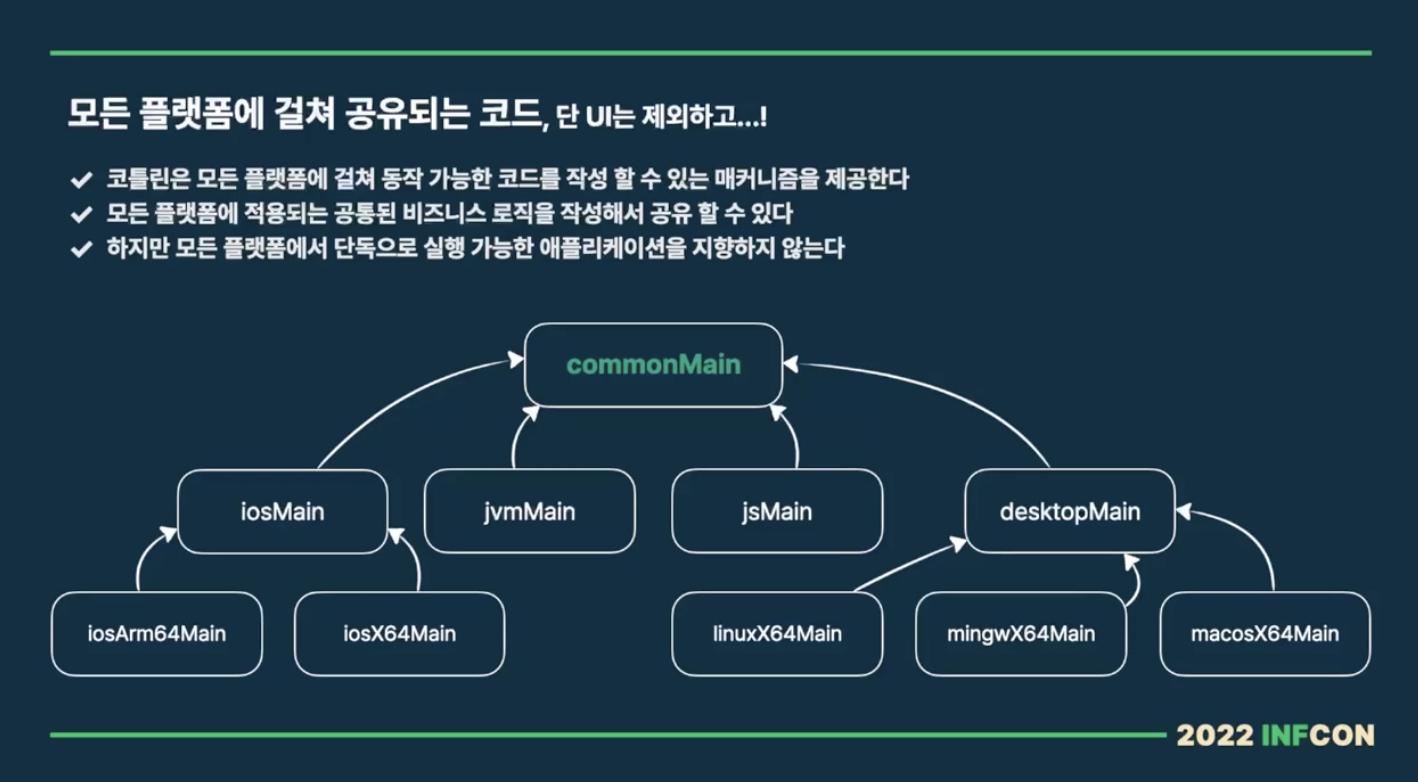 모든 플랫폼에 걸쳐 공유되는 코드, 단 UI는 제외하고...!
코틀린은 모든 플랫폼에 걸쳐 동작 가능한 코드를 작성 할 수 있는 매커니즘을 제공한다
모든 플랫폼에 적용되는 공통된 비즈니스 로직을 작성해서 공유 할 수 있다
하지만 모든 플랫폼에서 단독으로 실행 가능한 애플리케이션을 지향하지 않는다
commonMain
iosMain
jvmMain
jsMain
desktopMain
iosArm64Main
iosX64Main
linuxX64Main
mingwX64Main
macosX64Main
2022 INFCON